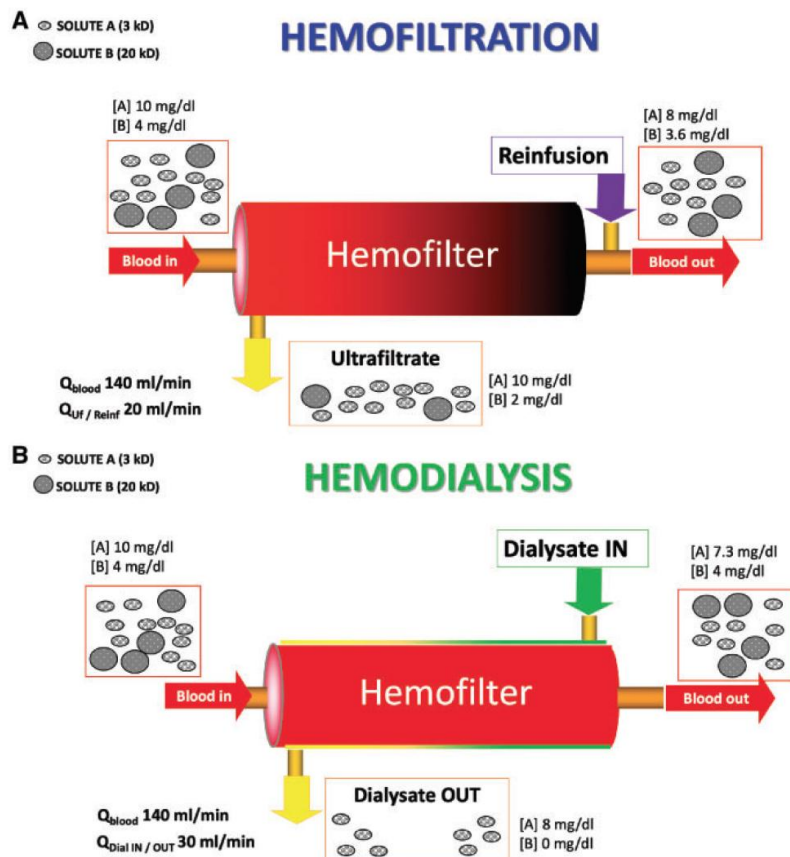 A
SOLUTE A (3 kD)
SOLUTE B (20 kD)
HEMOFILTRATION
[A] 10 mg/dl
[B] 4 mg/dl
[A] 8 mg/dl
[B] 3.6 mg/dl
Reinfusion
Hemofilter
Blood in
Blood out
Ultrafiltrate
[A] 10 mg/dl
[B] 2 mg/dl
Qblood 140 ml/min
QUf / Reinf 20 ml/min
B
SOLUTE A (3 kD)
SOLUTE B (20 kD)
HEMODIALYSIS
[A] 10 mg/dl
[B] 4 mg/dl
Dialysate IN
[A] 7.3 mg/dl
[B] 4 mg/dl
Hemofilter
Blood in
Blood out
Dialysate OUT
[A] 8 mg/dl
[B] 0 mg/dl
Qblood 140 ml/min
QDial IN / OUT 30 ml/min